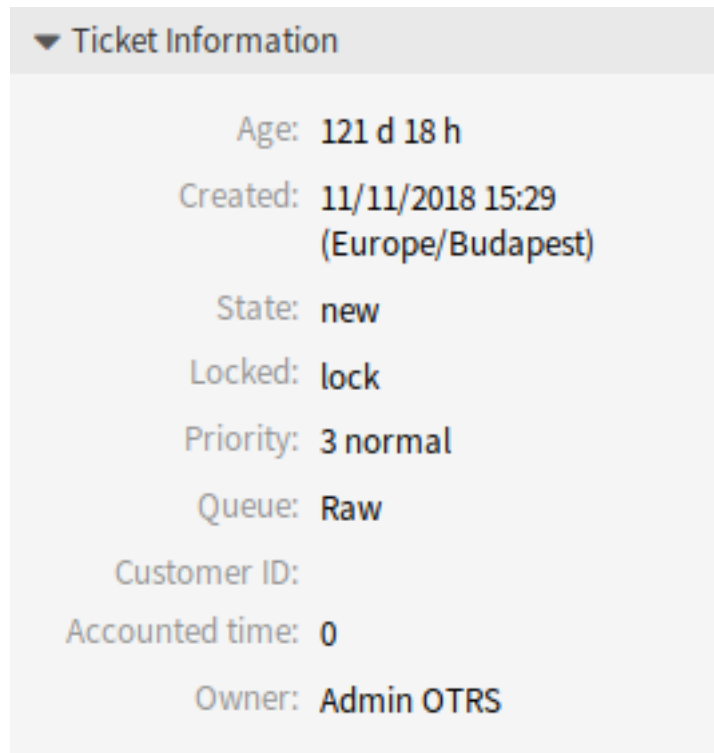 Ticket Information
Age: 121 d 18 h
Created: 11/11/2018 15:29
(Europe/Budapest)
State: new
Locked: lock
Priority: 3 normal
Queue: Raw
Customer ID:
Accounted time: 0
Owner: Admin OTRS